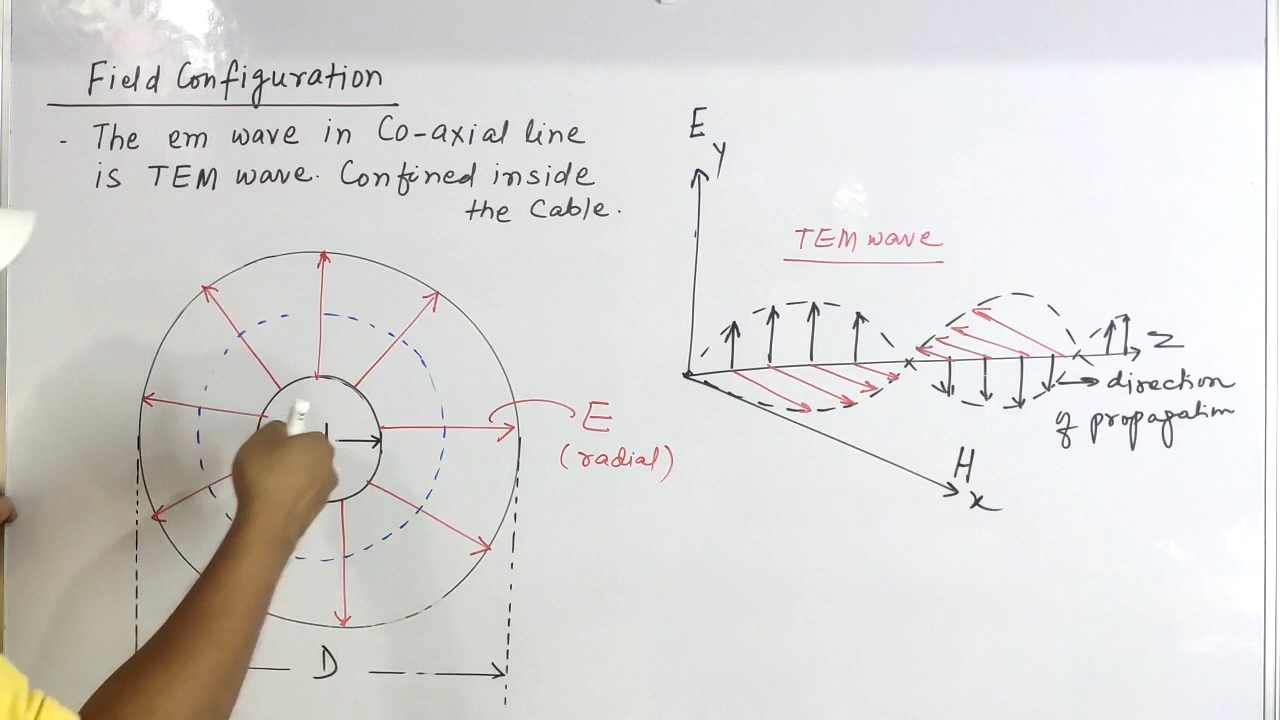 Field Configuration
- The em wave in Co-axial line
is TEM wave. Confined inside
the Cable.
E
y
TEM wave
Z
direction
of propagation
E
(radial)
H
x
D